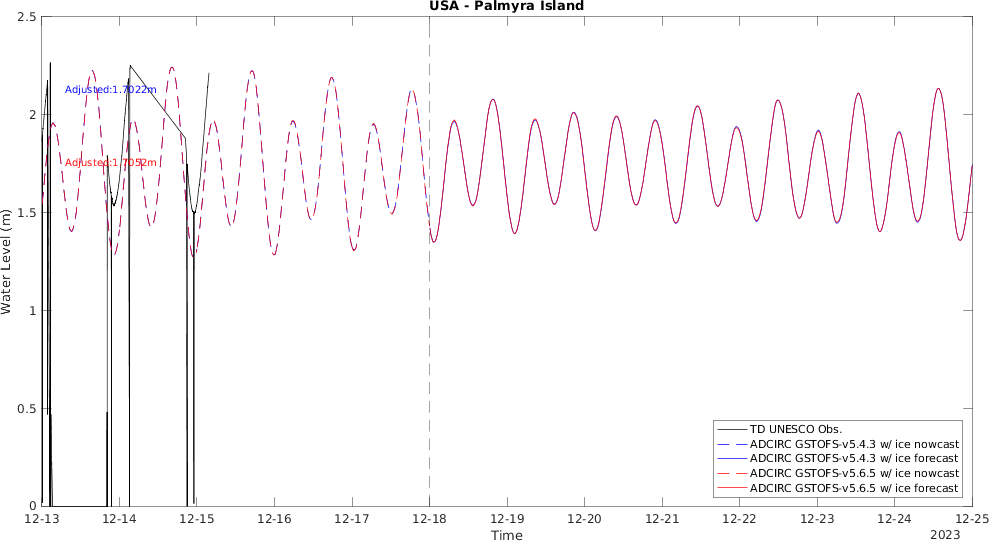 USA - Palmyra Island
2.5
2
1.5
1
0.5
0
Water Level (m)
Adjusted:1.7022m
Adjusted:1.7052m
TD UNESCO Obs.
ADCIRC GSTOFS-v5.4.3 w/ ice nowcast
ADCIRC GSTOFS-v5.4.3 w/ ice forecast
ADCIRC GSTOFS-v5.6.5 w/ ice nowcast
ADCIRC GSTOFS-v5.6.5 w/ ice forecast
12-13 12-14 12-15 12-16 12-17 12-18 12-19 12-20 12-21 12-22 12-23 12-24 12-25
Time
2023